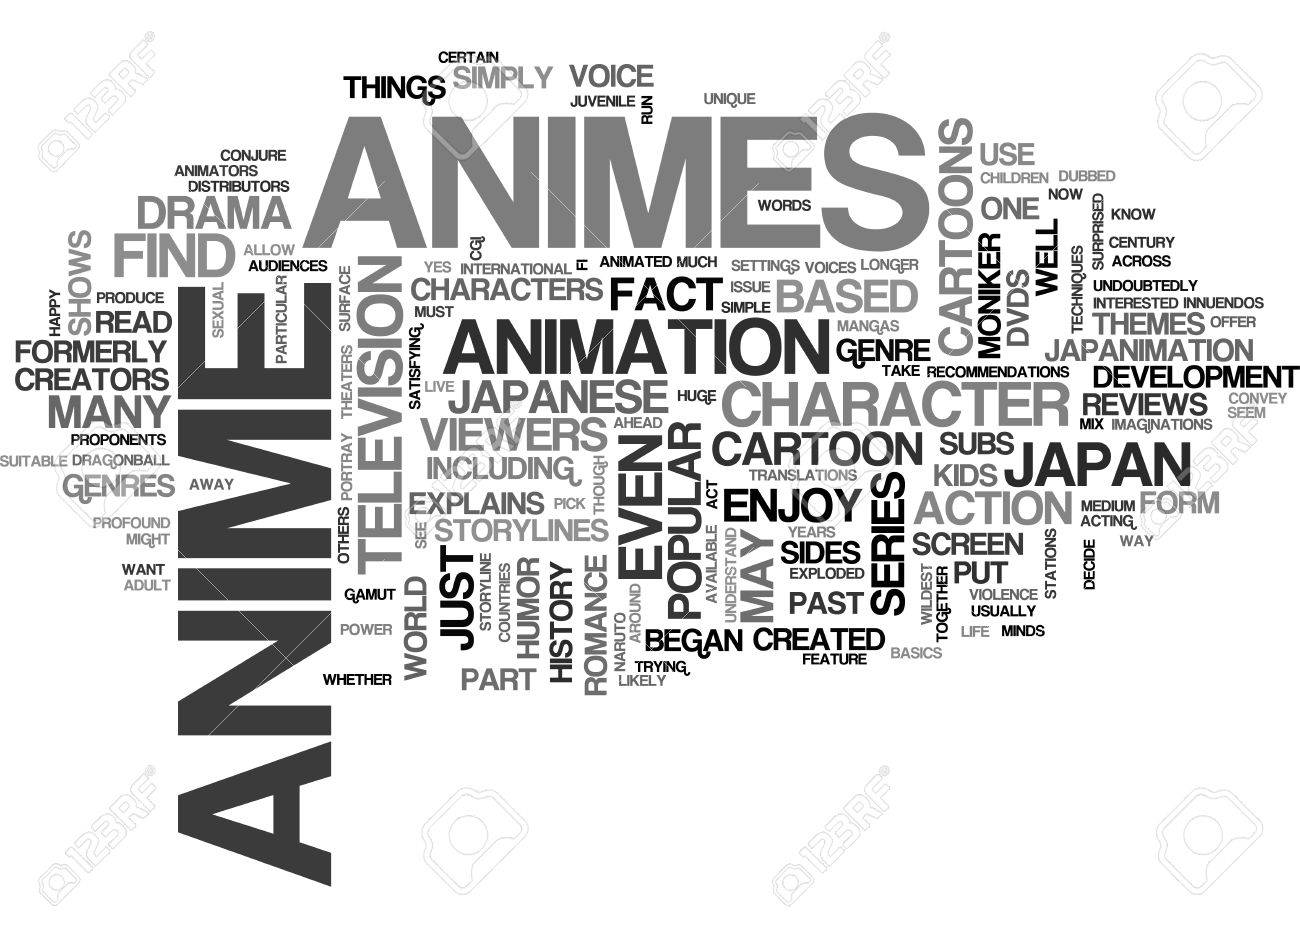 CERTAIN
THINGS
SIMPLY
VOICE
JUVENILE
RUN
UNIQUE
ANIMES
CONJURE
ANIMATORS
DISTRIBUTORS
DRAMA
FIND
ALLOW
AUDIENCES
WORDS
CARTOONS
USE
CHILDREN
DUBBED
ONE
NOW
KNOW
MONIKER
DVDS
WELL
TECHNIQUES
SURPRISED
CENTURY
ACROSS
UNDOUBTEDLY
INTERESTED
INNUENDOS
THEMES
OFFER
JAPANIMATION
SHOWS
HAPPY
PRODUCE
READ
SEXUAL
PARTICULAR
SURFACE
TELEVISION
YES
CGI
INTERNATIONAL
FI
ANIMATED
MUCH
SETTINGS
VOICES
LONGER
CHARACTERS
FACT
ISSUE
SIMPLE
BASED
MUST
MANGAS
ANIMATION
GENRE
TAKE
RECOMMENDATIONS
DEVELOPMENT
FORMERLY
CREATORS
MANY
THEATERS
SATISFYING
LIVE
JAPANESE
HUGE
CHARACTER
REVIEWS
CONVEY
SEEM
MIX
IMAGINATIONS
PROPONENTS
SUITABLE
DRAGONBALL
GENRES
AWAY
ANIME
PORTRAY
OTHERS
VIEWERS
AHEAD
INCLUDING
EXPLAINS
PICK
THOUGH
SEE
STORYLINES
EVEN
POPULAR
CARTOON
TRANSLATIONS
SUBS
KIDS
JAPAN
ACT
AVAILABLE
ENJOY
SERIES
ACTION
MEDIUM
FORM
ACTING
WAY
PROFOUND
MIGHT
WANT
ADULT
YEARS
UNDERSTAND
MAY
SIDES
EXPLODED
SCREEN
STATIONS
DECIDE
PAST
WILDEST
TOGETHER
PUT
VIOLENCE
USUALLY
LIFE
MINDS
GAMUT
POWER
WHETHER
WORLD
JUST
STORYLINE
COUNTRIES
HUMOR
HISTORY
ROMANCE
NARUTO
AROUND
BEGAN
CREATED
TRYING
LIKELY
FEATURE
BASICS
PART
123RF
123RF
123RF
123RF
123RF
123RF